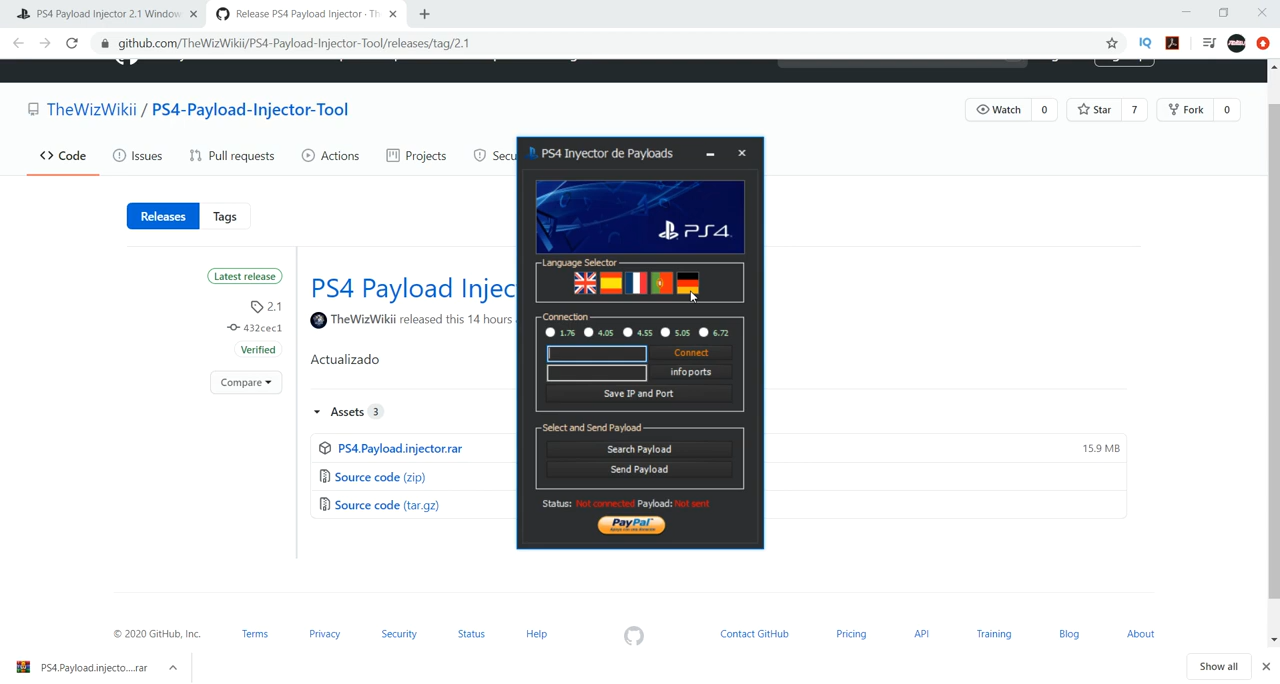 PS4 Payload Injector 2.1 Window
Release PS4 Payload Injector · Th
github.com/TheWizWikii/PS4-Payload-Injector-Tool/releases/tag/2.1
TheWizWikii / PS4-Payload-Injector-Tool
Watch 0
Star 7
Fork 0
Code
Issues
Pull requests
Actions
Projects
Secu
Releases
Tags
Latest release
2.1
432cec1
Verified
Compare
PS4 Payload Injec
TheWizWikii released this 14 hours
Actualizado
Assets 3
PS4.Payload.injector.rar
15.9 MB
Source code (zip)
Source code (tar.gz)
PS4 Inyector de Payloads
PS4
Language Selector
Connection
1.76 4.05 4.55 5.05 6.72
Connect
info ports
Save IP and Port
Select and Send Payload
Search Payload
Send Payload
Status: Not connected Payload: Not sent
PayPal
© 2020 GitHub, Inc.
Terms
Privacy
Security
Status
Help
Contact GitHub
Pricing
API
Training
Blog
About
PS4.Payload.injecto....rar
Show all